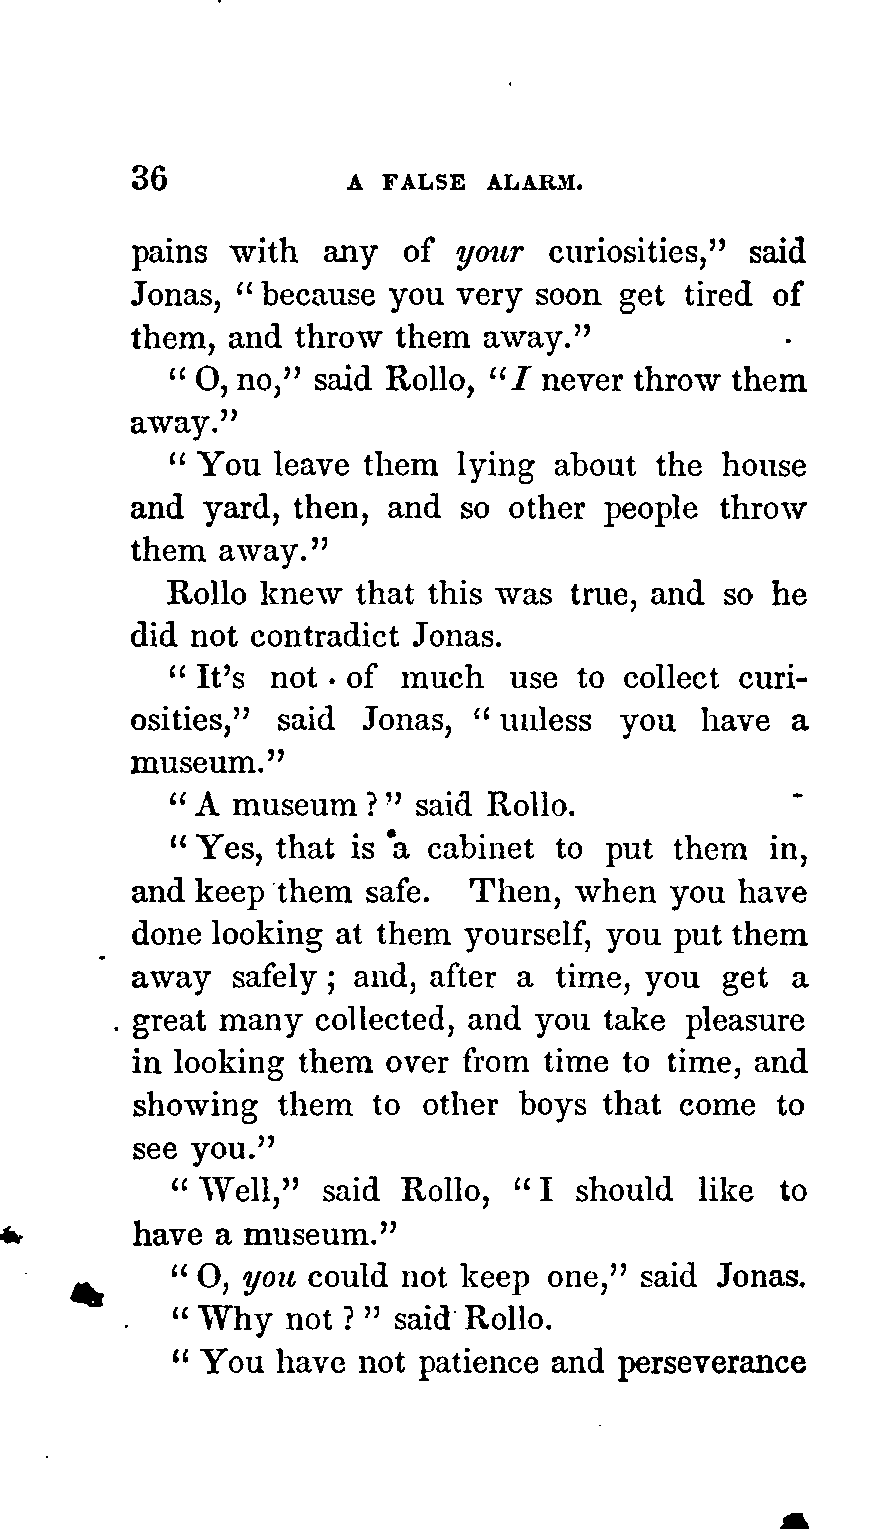 36 A FALSE ALARM.
pains with any of your curiosities,” said
Jonas, “ because you very soon get tired of
them, and throw them away.”
“ O, no,” said Rollo, “I never throw them
away.”
“ You leave them lying about the house
and yard, then, and so other people throw
them away.”
Rollo knew that this was true, and so he
did not contradict Jonas.
“ It’s not of much use to collect curi-
osities,” said Jonas, “ unless you have a
museum.”
“ A museum ? ” said Rollo.
“ Yes, that is a cabinet to put them in,
and keep them safe. Then, when you have
done looking at them yourself, you put them
away safely ; and, after a time, you get a
great many collected, and you take pleasure
in looking them over from time to time, and
showing them to other boys that come to
see you.”
“ Well,” said Rollo, “ I should like to
have a museum.”
“ O, you could not keep one,” said Jonas.
“ Why not ? ” said Rollo.
“ You have not patience and perseverance